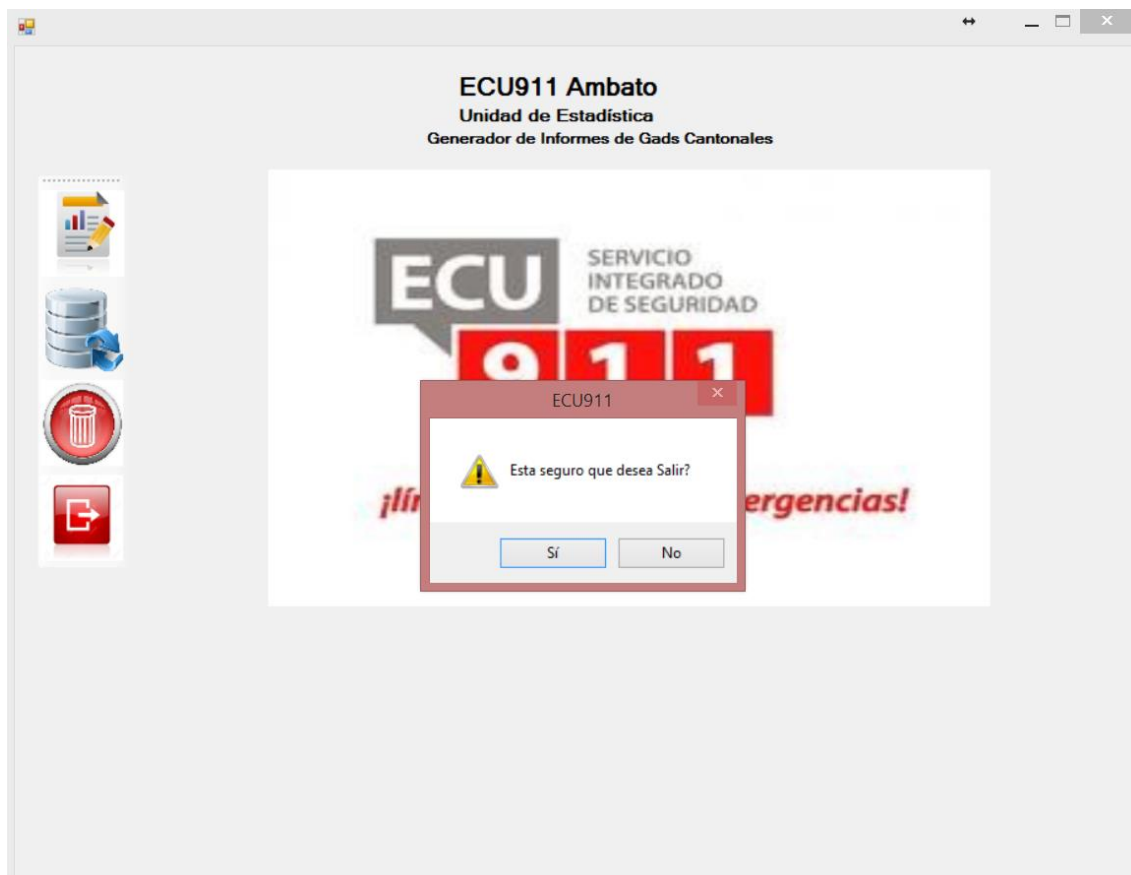 ECU911 Ambato
Unidad de Estadística
Generador de Informes de Gads Cantonales
ECU
SERVICIO
INTEGRADO
DE SEGURIDAD
911
ECU911
Esta seguro que desea Salir?
Sí
No